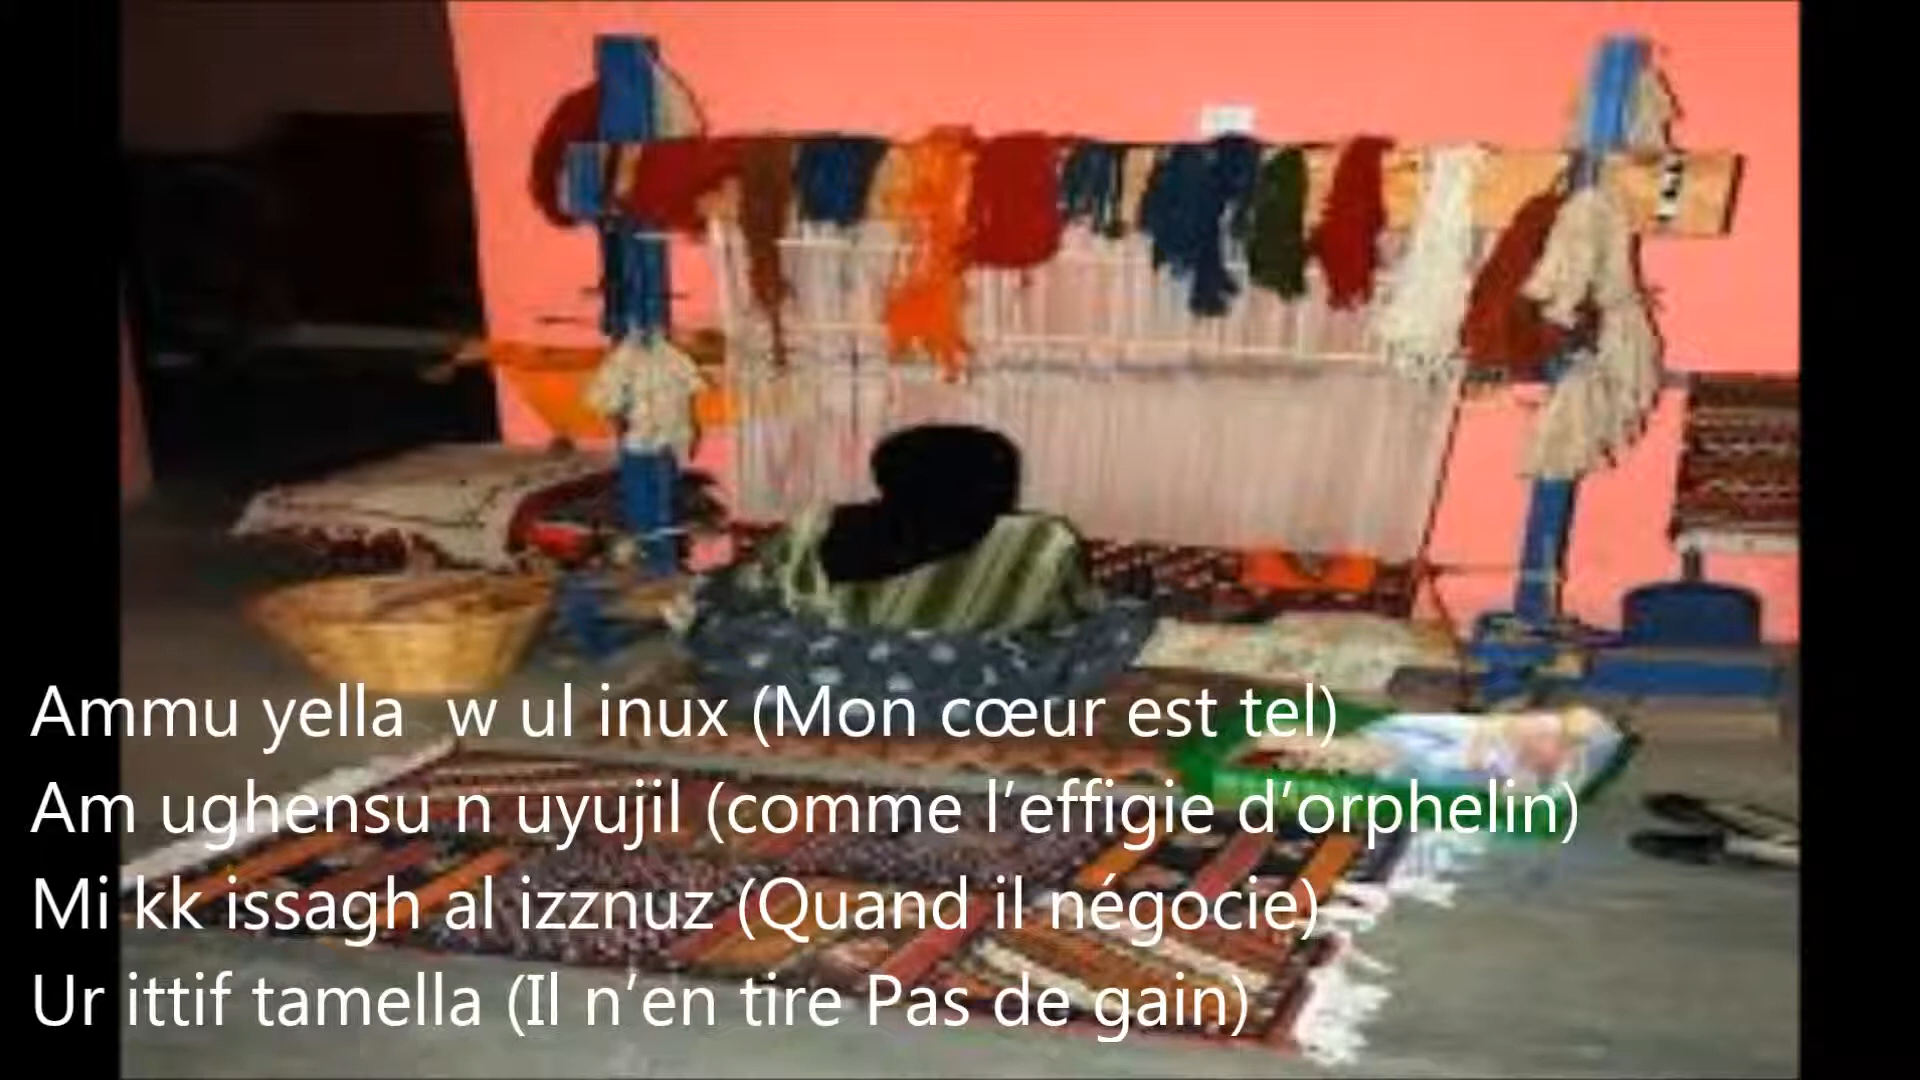 Ammu yella w ul inux (Mon cœur est tel)
Am ughensu n uyujil (comme l’effigie d’orphelin)
Mi kk issagh al izznuz (Quand il négocie)
Ur ittif tamella (Il n’en tire Pas de gain)